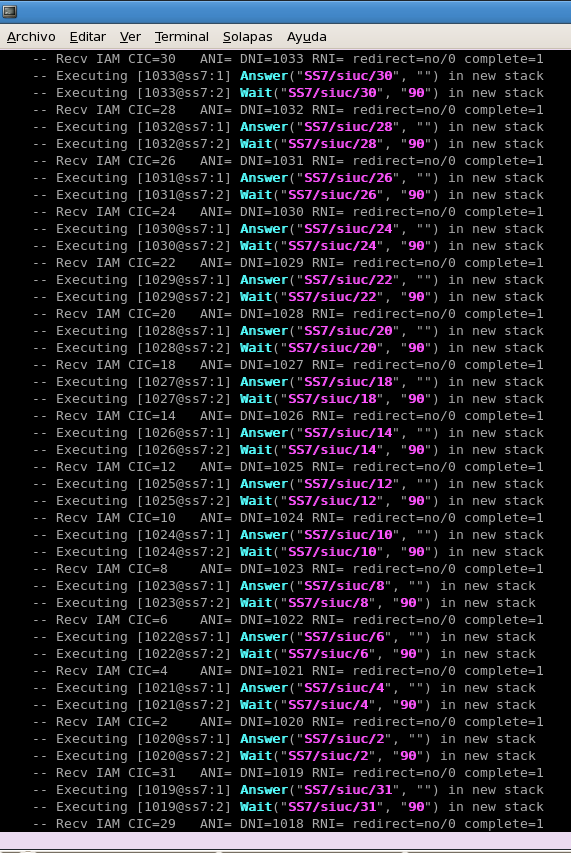 Archivo Editar Ver Terminal Solapas Ayuda
-- Recv IAM CIC=30   ANI= DNI=1033 RNI= redirect=no/0 complete=1
-- Executing [1033@ss7:1] Answer("SS7/siuc/30", "") in new stack
-- Executing [1033@ss7:2] Wait("SS7/siuc/30", "90") in new stack
-- Recv IAM CIC=28   ANI= DNI=1032 RNI= redirect=no/0 complete=1
-- Executing [1032@ss7:1] Answer("SS7/siuc/28", "") in new stack
-- Executing [1032@ss7:2] Wait("SS7/siuc/28", "90") in new stack
-- Recv IAM CIC=26   ANI= DNI=1031 RNI= redirect=no/0 complete=1
-- Executing [1031@ss7:1] Answer("SS7/siuc/26", "") in new stack
-- Executing [1031@ss7:2] Wait("SS7/siuc/26", "90") in new stack
-- Recv IAM CIC=24   ANI= DNI=1030 RNI= redirect=no/0 complete=1
-- Executing [1030@ss7:1] Answer("SS7/siuc/24", "") in new stack
-- Executing [1030@ss7:2] Wait("SS7/siuc/24", "90") in new stack
-- Recv IAM CIC=22   ANI= DNI=1029 RNI= redirect=no/0 complete=1
-- Executing [1029@ss7:1] Answer("SS7/siuc/22", "") in new stack
-- Executing [1029@ss7:2] Wait("SS7/siuc/22", "90") in new stack
-- Recv IAM CIC=20   ANI= DNI=1028 RNI= redirect=no/0 complete=1
-- Executing [1028@ss7:1] Answer("SS7/siuc/20", "") in new stack
-- Executing [1028@ss7:2] Wait("SS7/siuc/20", "90") in new stack
-- Recv IAM CIC=18   ANI= DNI=1027 RNI= redirect=no/0 complete=1
-- Executing [1027@ss7:1] Answer("SS7/siuc/18", "") in new stack
-- Executing [1027@ss7:2] Wait("SS7/siuc/18", "90") in new stack
-- Recv IAM CIC=14   ANI= DNI=1026 RNI= redirect=no/0 complete=1
-- Executing [1026@ss7:1] Answer("SS7/siuc/14", "") in new stack
-- Executing [1026@ss7:2] Wait("SS7/siuc/14", "90") in new stack
-- Recv IAM CIC=12   ANI= DNI=1025 RNI= redirect=no/0 complete=1
-- Executing [1025@ss7:1] Answer("SS7/siuc/12", "") in new stack
-- Executing [1025@ss7:2] Wait("SS7/siuc/12", "90") in new stack
-- Recv IAM CIC=10   ANI= DNI=1024 RNI= redirect=no/0 complete=1
-- Executing [1024@ss7:1] Answer("SS7/siuc/10", "") in new stack
-- Executing [1024@ss7:2] Wait("SS7/siuc/10", "90") in new stack
-- Recv IAM CIC=8    ANI= DNI=1023 RNI= redirect=no/0 complete=1
-- Executing [1023@ss7:1] Answer("SS7/siuc/8", "") in new stack
-- Executing [1023@ss7:2] Wait("SS7/siuc/8", "90") in new stack
-- Recv IAM CIC=6    ANI= DNI=1022 RNI= redirect=no/0 complete=1
-- Executing [1022@ss7:1] Answer("SS7/siuc/6", "") in new stack
-- Executing [1022@ss7:2] Wait("SS7/siuc/6", "90") in new stack
-- Recv IAM CIC=4    ANI= DNI=1021 RNI= redirect=no/0 complete=1
-- Executing [1021@ss7:1] Answer("SS7/siuc/4", "") in new stack
-- Executing [1021@ss7:2] Wait("SS7/siuc/4", "90") in new stack
-- Recv IAM CIC=2    ANI= DNI=1020 RNI= redirect=no/0 complete=1
-- Executing [1020@ss7:1] Answer("SS7/siuc/2", "") in new stack
-- Executing [1020@ss7:2] Wait("SS7/siuc/2", "90") in new stack
-- Recv IAM CIC=31   ANI= DNI=1019 RNI= redirect=no/0 complete=1
-- Executing [1019@ss7:1] Answer("SS7/siuc/31", "") in new stack
-- Executing [1019@ss7:2] Wait("SS7/siuc/31", "90") in new stack
-- Recv IAM CIC=29   ANI= DNI=1018 RNI= redirect=no/0 complete=1